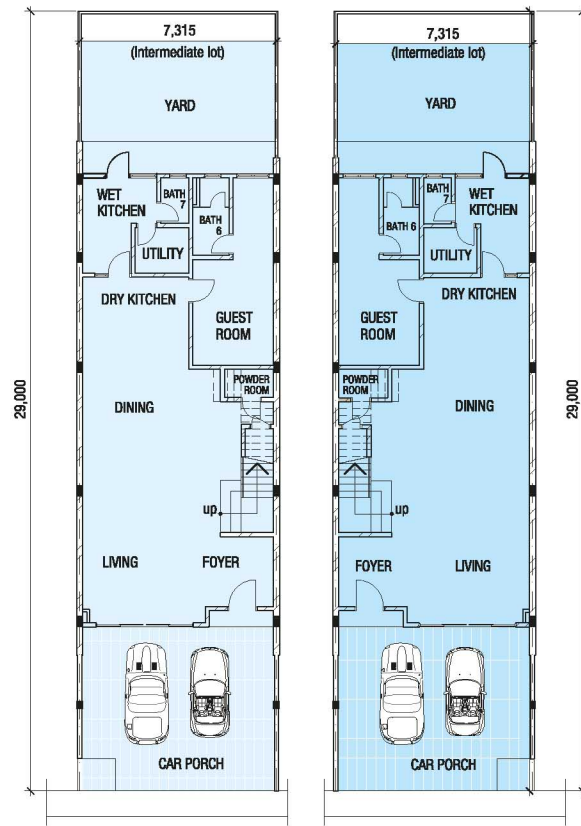 7,315
(Intermediate lot)
YARD
WET
KITCHEN
BATH
7
BATH
6
UTILITY
DRY KITCHEN
GUEST
ROOM
POWDER
ROOM
DINING
up
LIVING
FOYER
CAR PORCH
29,000
7,315
(Intermediate lot)
YARD
BATH
7
WET
KITCHEN
BATH 6
UTILITY
DRY KITCHEN
GUEST
ROOM
POWDER
ROOM
DINING
up
FOYER
LIVING
CAR PORCH
29,000